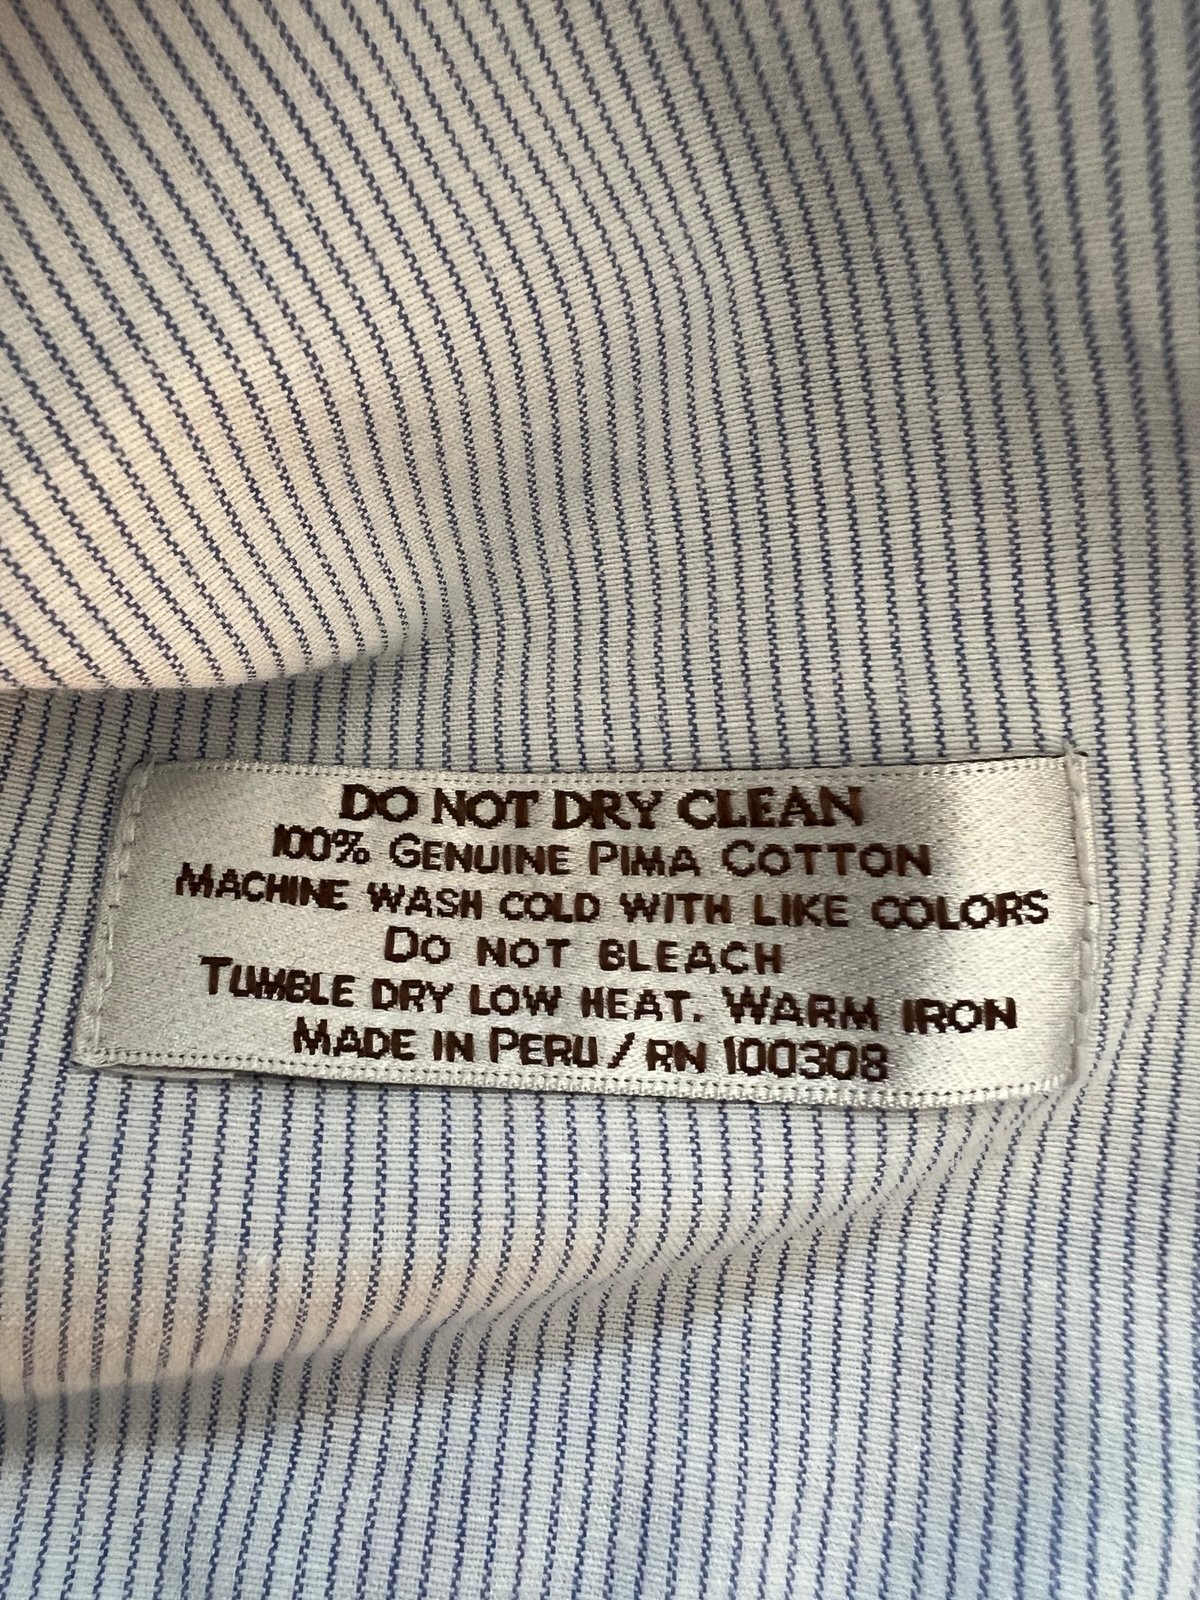 DO NOT DRY CLEAN
100% GENUINE PIMA COTTON
MACHINE WASH COLD WITH LIKE COLORS
DO NOT BLEACH
TUMBLE DRY LOW HEAT. WARM IRON
MADE IN PERU / RN 100308